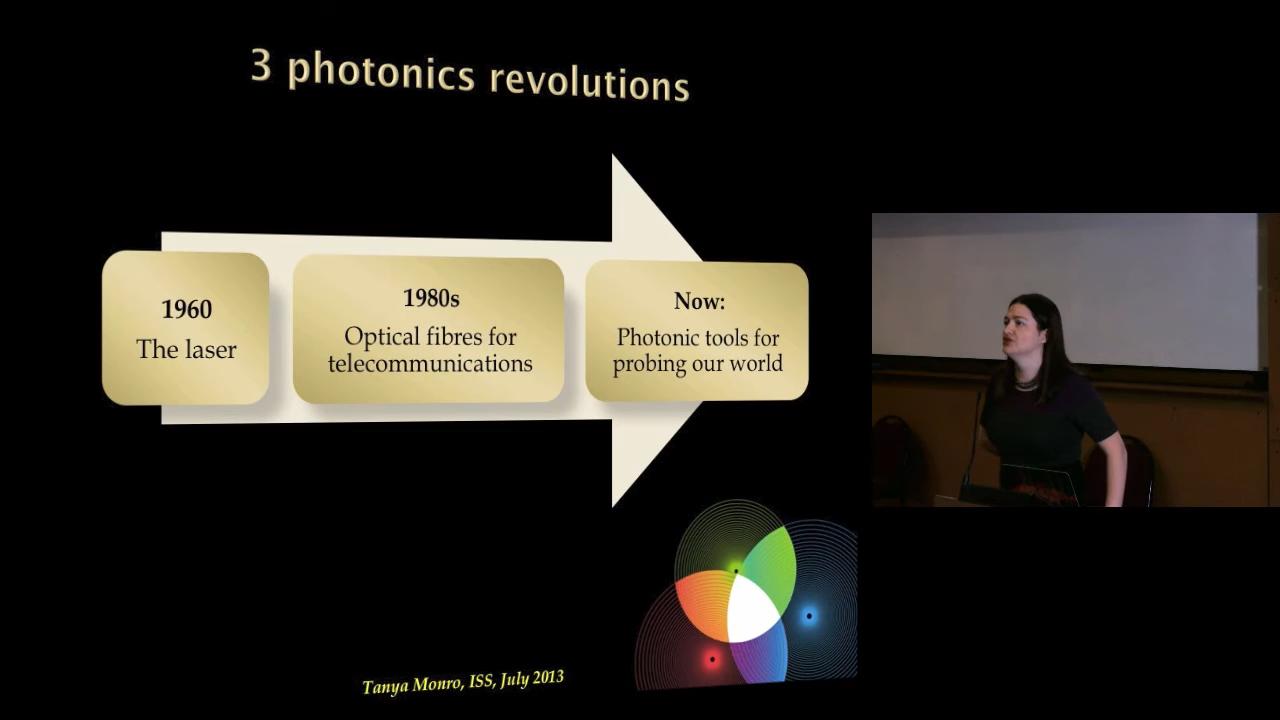 3 photonics revolutions
1960
The laser
1980s
Optical fibres for
telecommunications
Now:
Photonic tools for
probing our world
Tanya Monro, ISS, July 2013